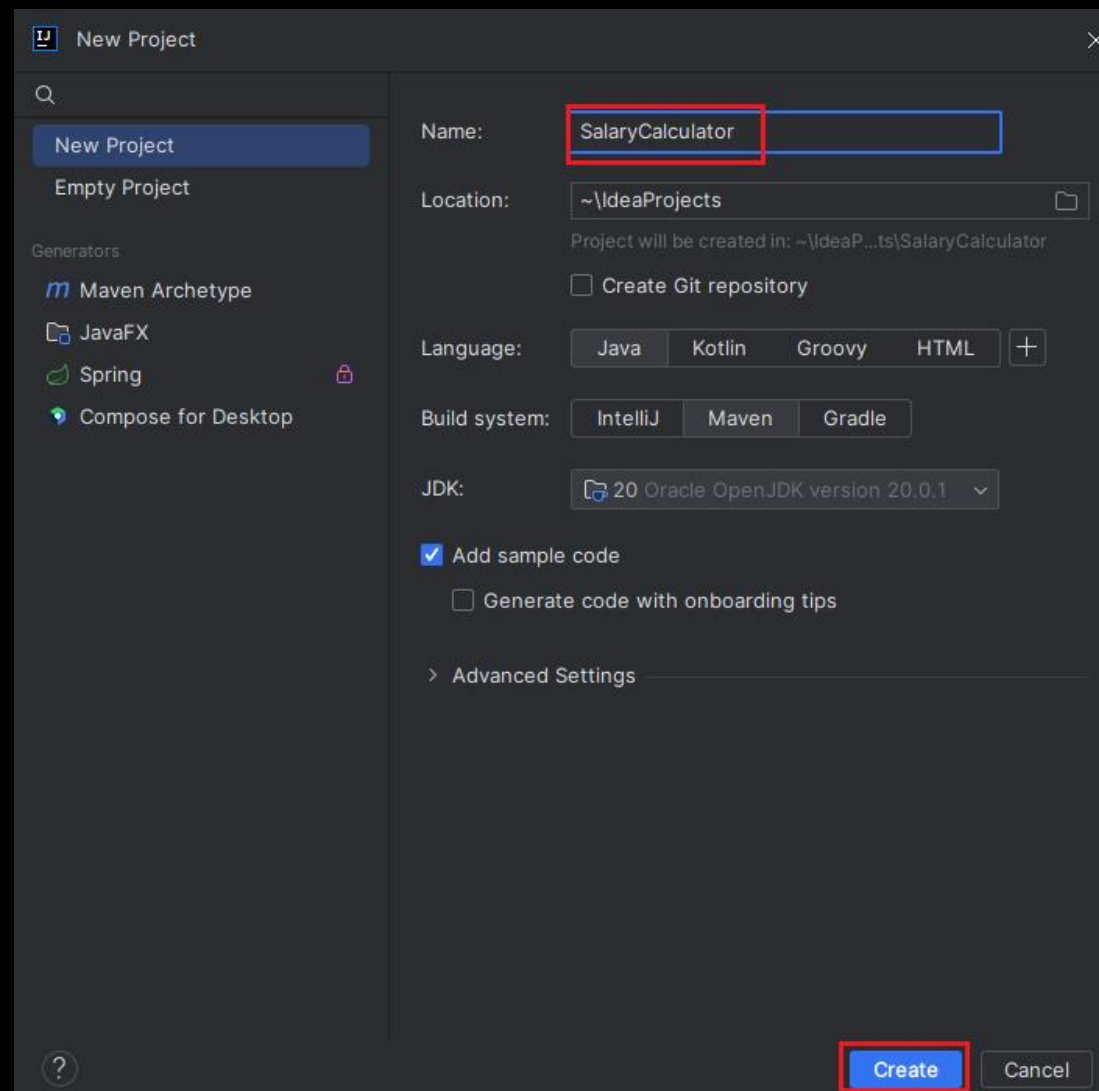 IJ New Project
New Project
Empty Project
Generators
m Maven Archetype
JavaFX
Spring
Compose for Desktop
Name: SalaryCalculator
Location: ~\IdeaProjects
Project will be created in: ~\IdeaP...ts\SalaryCalculator
Create Git repository
Language: Java Kotlin Groovy HTML +
Build system: IntelliJ Maven Gradle
JDK: 20 Oracle OpenJDK version 20.0.1
Add sample code
Generate code with onboarding tips
> Advanced Settings
? Create Cancel